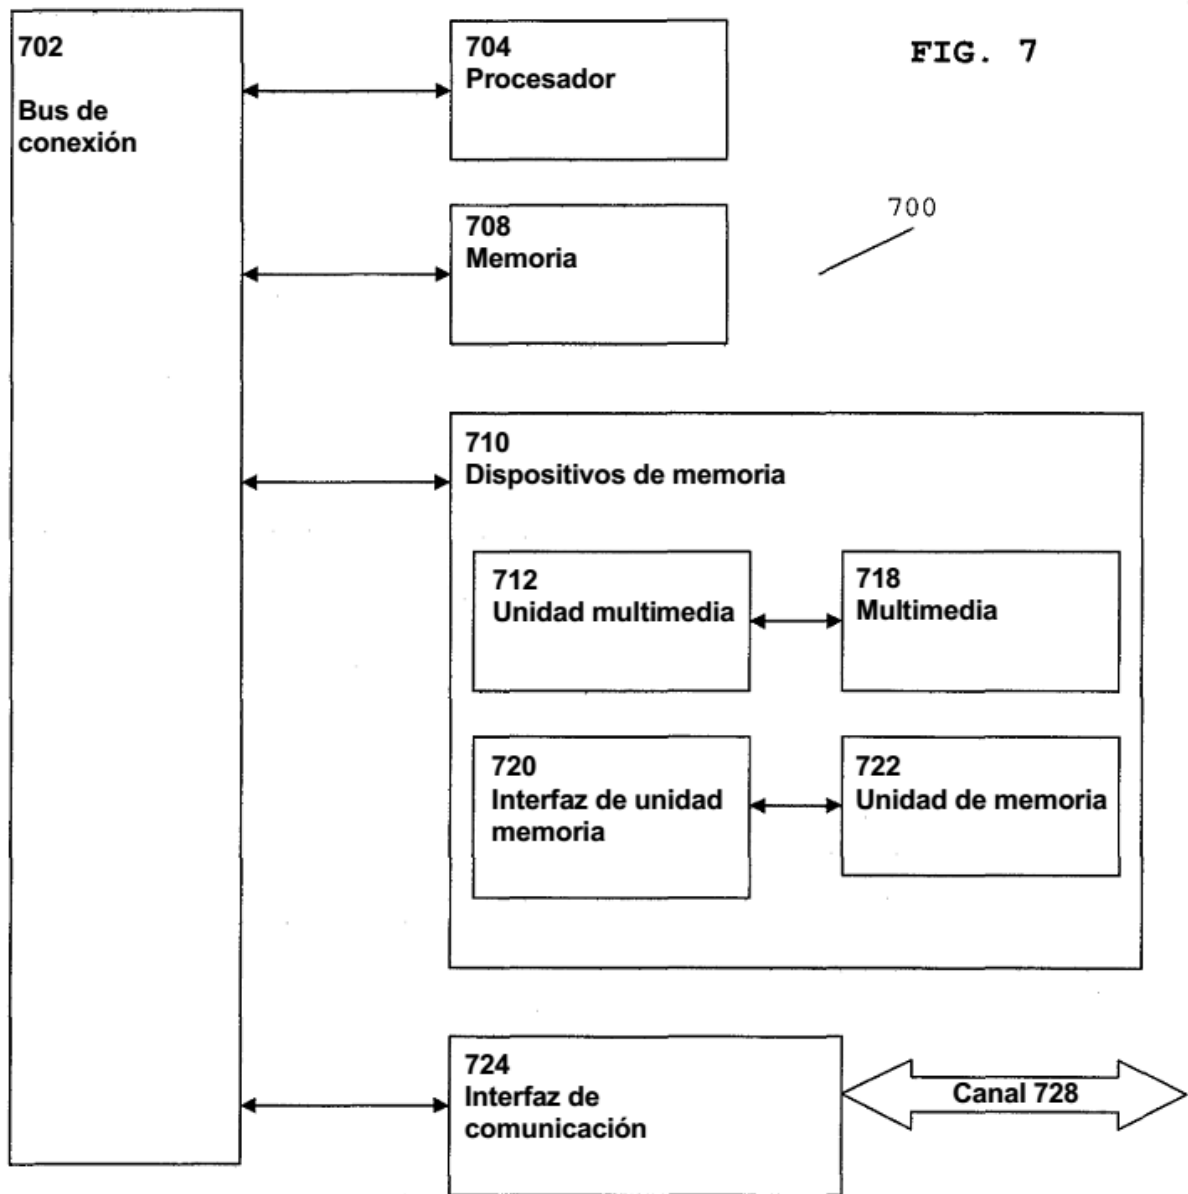 702
Bus de
conexión
704
Procesador
FIG. 7
708
Memoria
700
710
Dispositivos de memoria
712
Unidad multimedia
718
Multimedia
720
Interfaz de unidad
memoria
722
Unidad de memoria
724
Interfaz de
comunicación
Canal 728